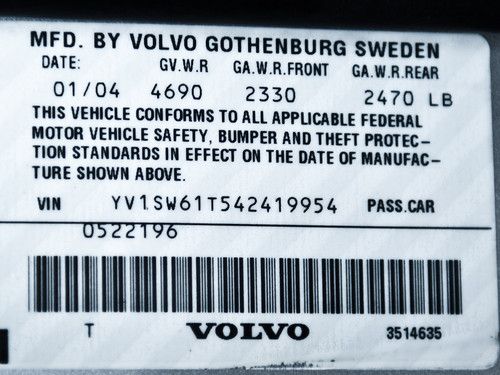 MFD. BY VOLVO GOTHENBURG SWEDEN
DATE: GV.W.R GA.W.R.FRONT GA.W.R.REAR
01/04 4690 2330 2470 LB
THIS VEHICLE CONFORMS TO ALL APPLICABLE FEDERAL
MOTOR VEHICLE SAFETY, BUMPER AND THEFT PROTEC-
TION STANDARDS IN EFFECT ON THE DATE OF MANUFAC-
TURE SHOWN ABOVE.
VIN YV1SW61T542419954 PASS.CAR
0522196
T VOLVO 3514635